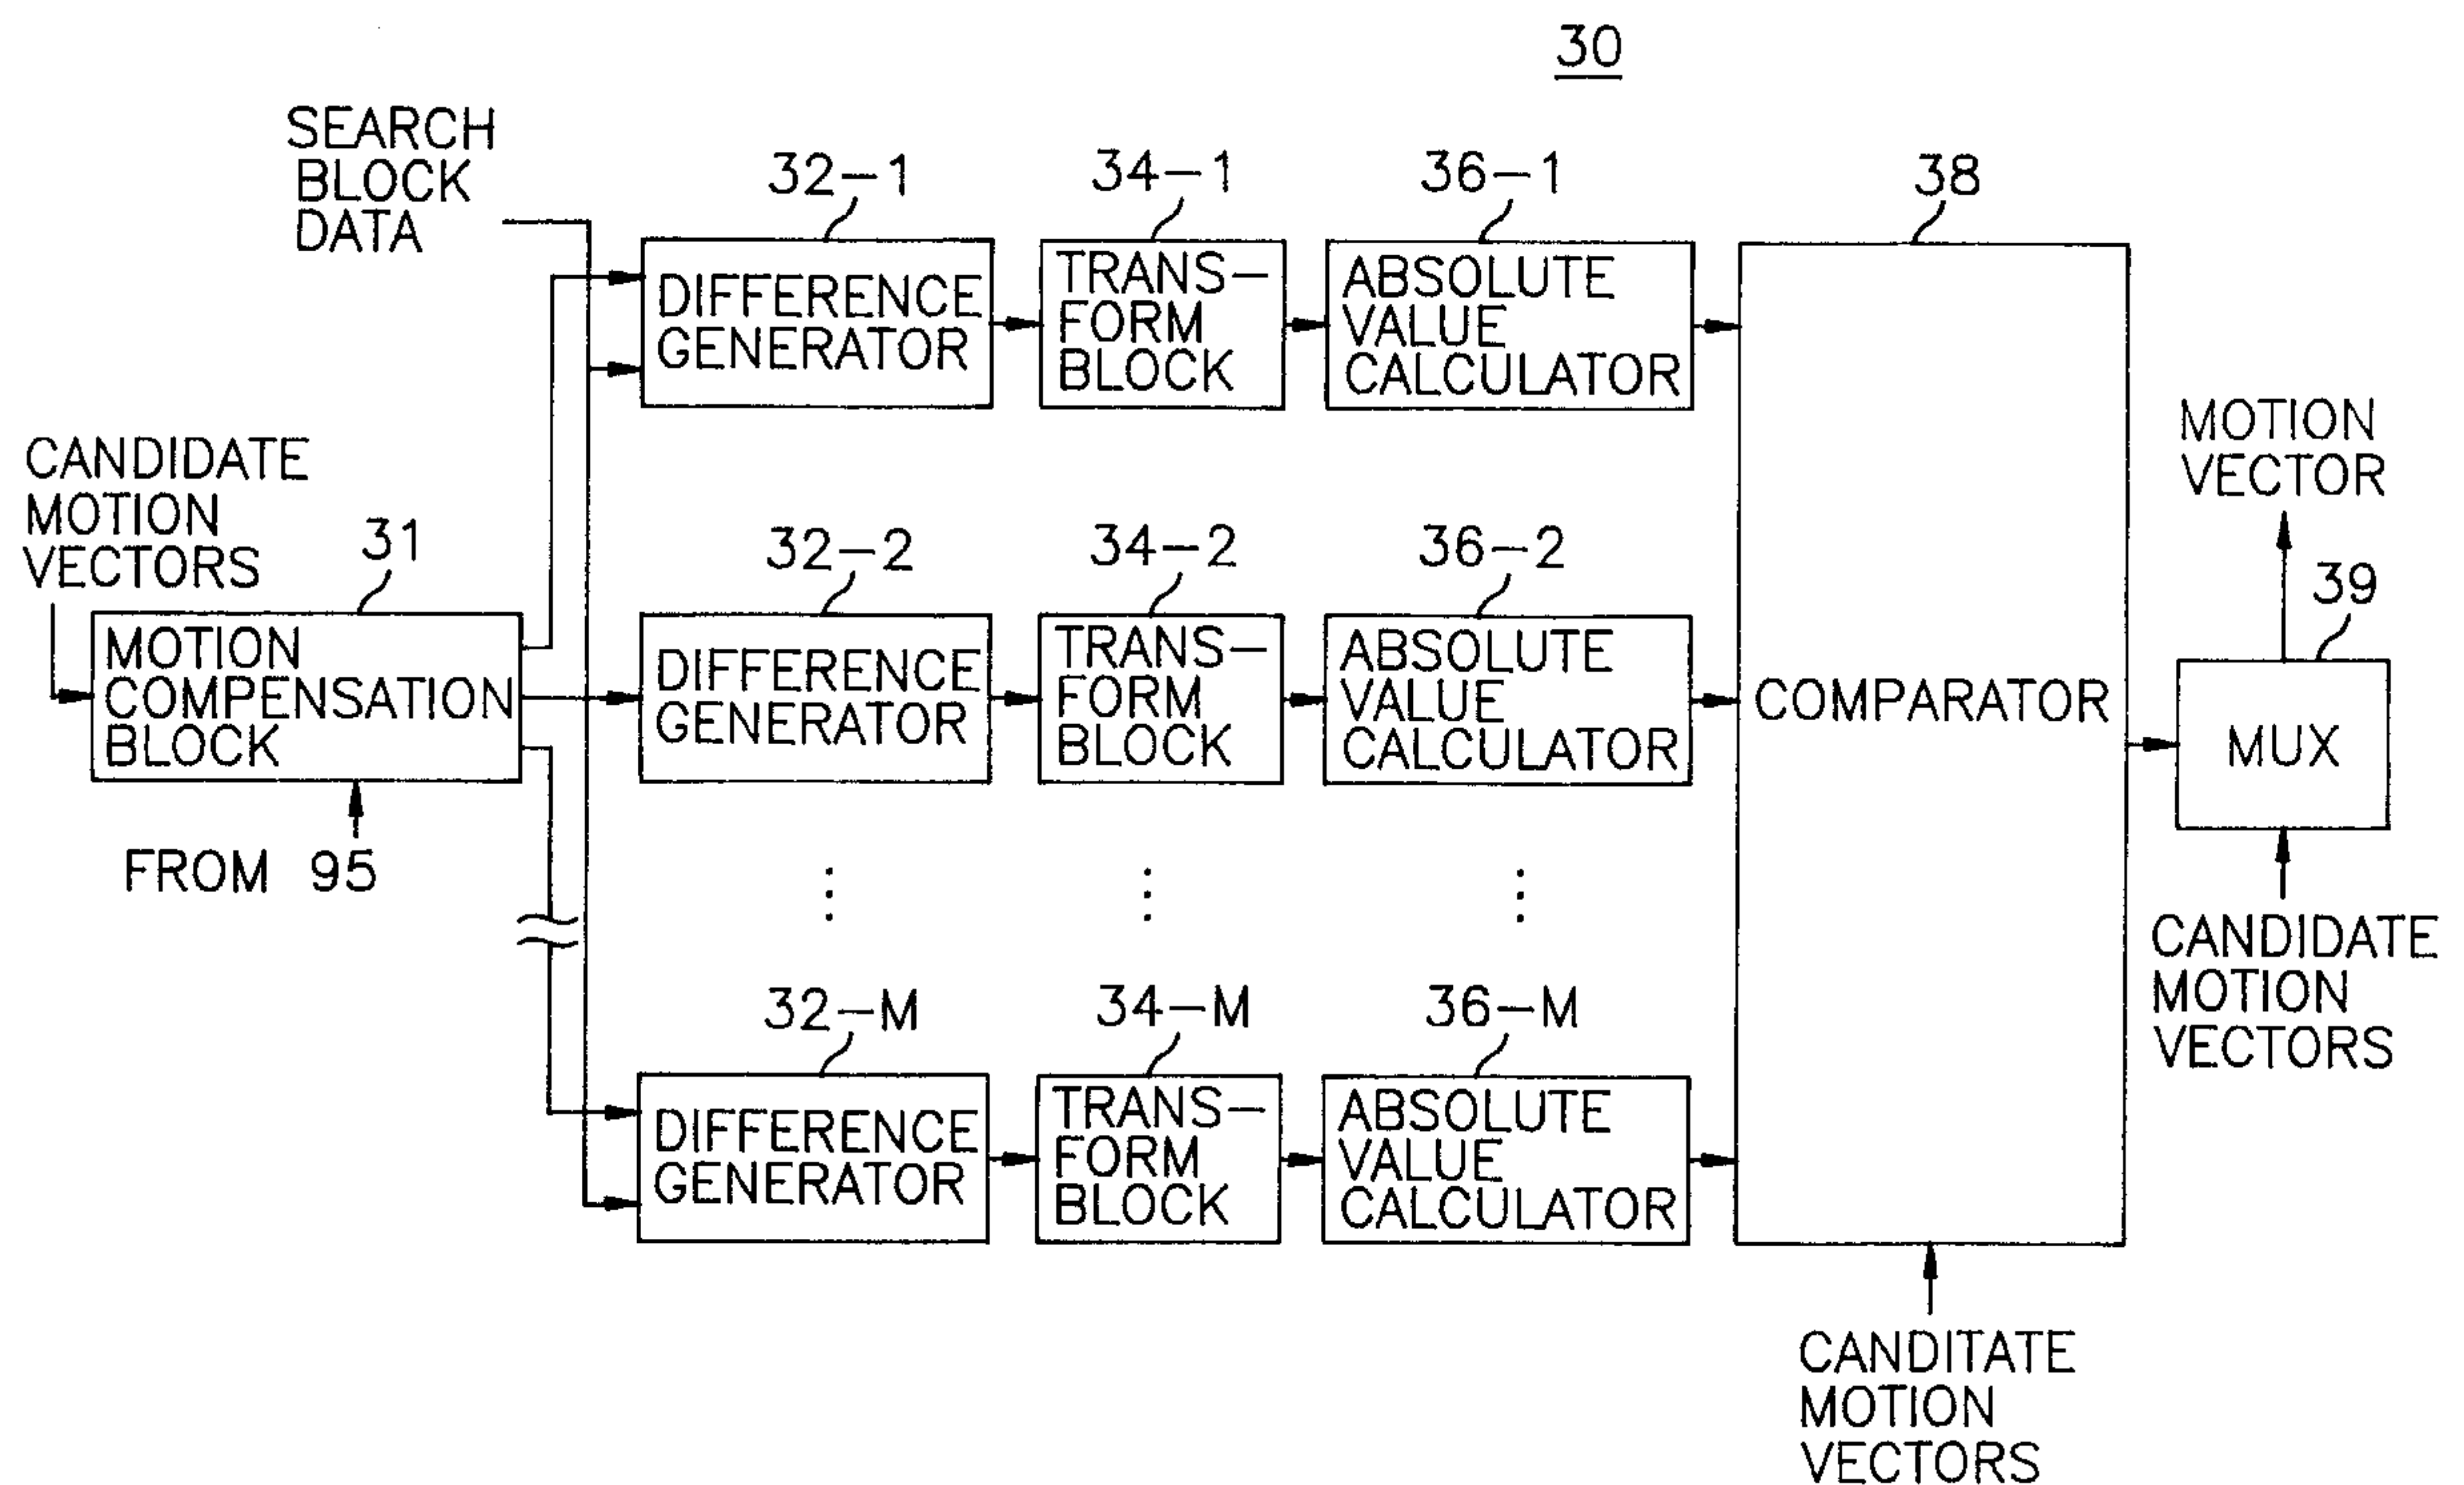 30
SEARCH
BLOCK
DATA
32-1
34-1
36-1
38
DIFFERENCE
GENERATOR
TRANS-
FORM
BLOCK
ABSOLUTE
VALUE
CALCULATOR
CANDIDATE
MOTION
VECTORS
31
MOTION
COMPENSATION
BLOCK
FROM 95
32-2
34-2
36-2
DIFFERENCE
GENERATOR
TRANS-
FORM
BLOCK
ABSOLUTE
VALUE
CALCULATOR
COMPARATOR
MOTION
VECTOR
39
MUX
CANDIDATE
MOTION
VECTORS
32-M
34-M
36-M
DIFFERENCE
GENERATOR
TRANS-
FORM
BLOCK
ABSOLUTE
VALUE
CALCULATOR
CANDITATE
MOTION
VECTORS